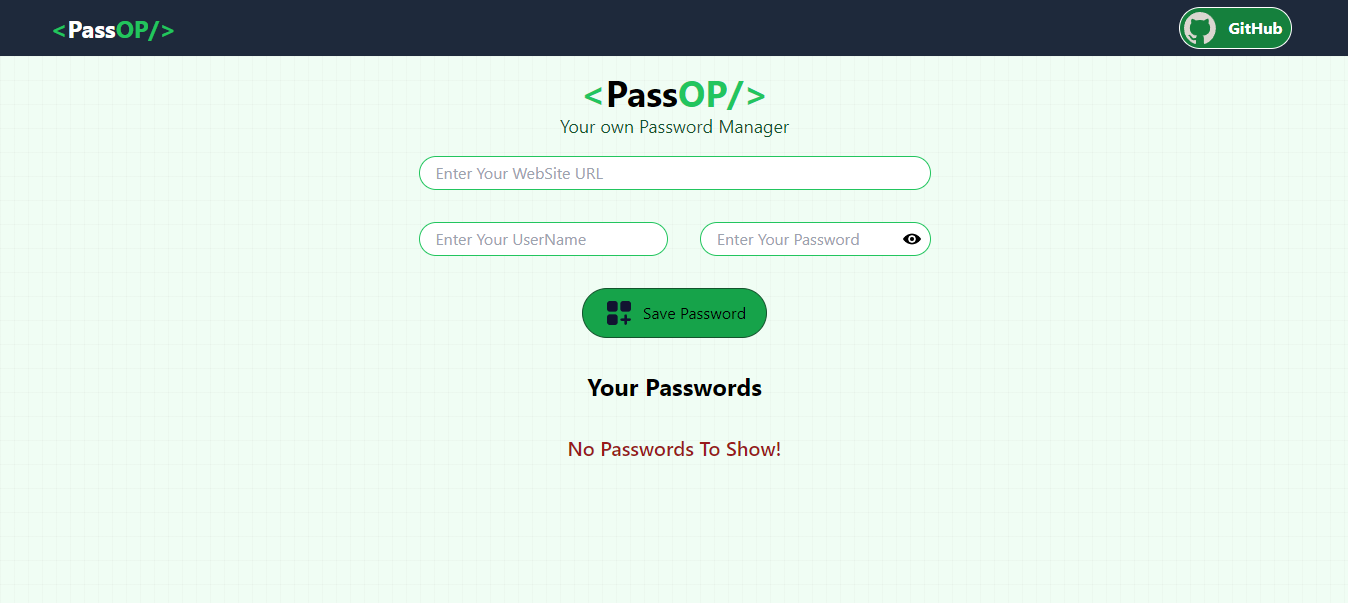 <PassOP/>
GitHub
<PassOP/>
Your own Password Manager
Enter Your WebSite URL
Enter Your UserName
Enter Your Password
Save Password
Your Passwords
No Passwords To Show!